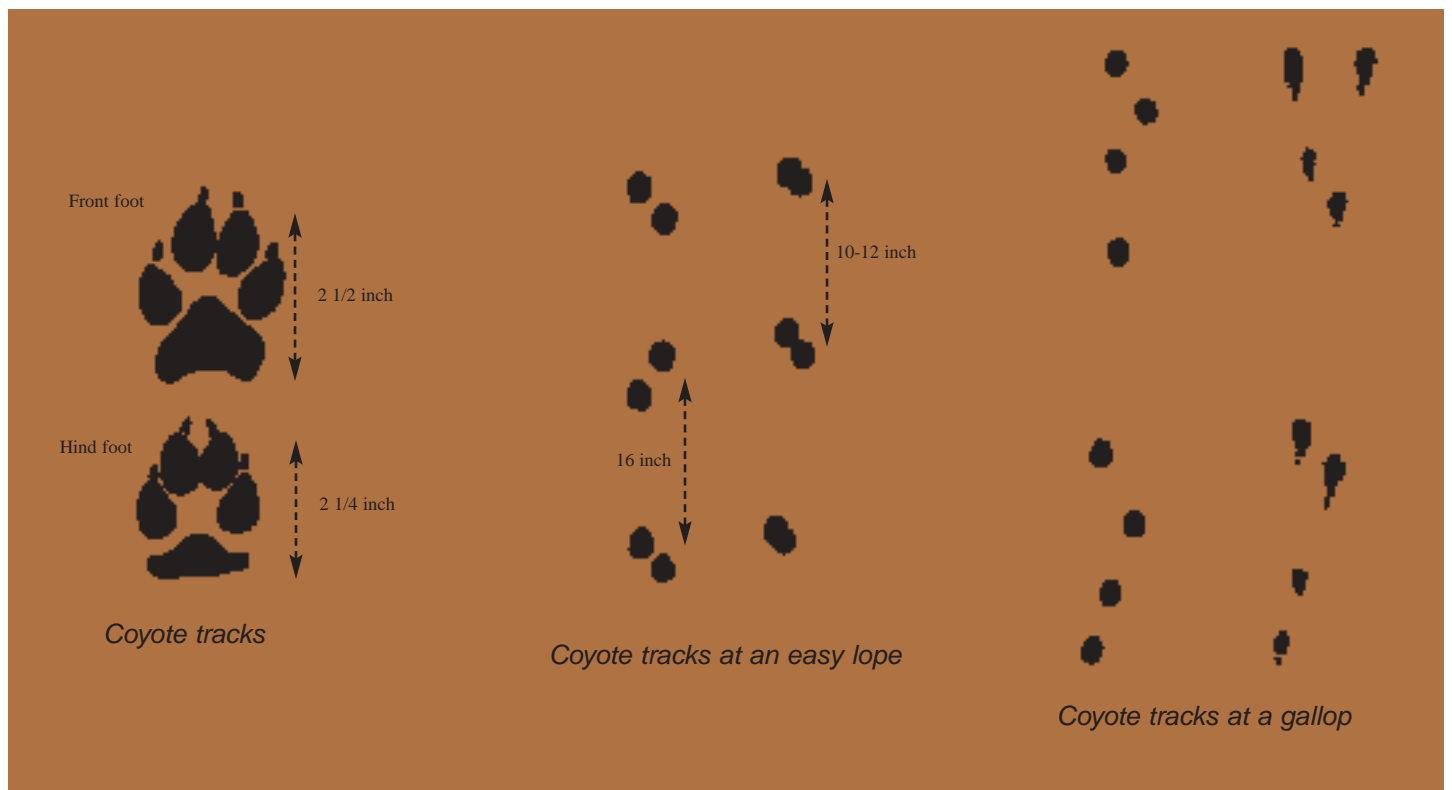 Front foot
2 1/2 inch
Hind foot
2 1/4 inch
Coyote tracks
10-12 inch
16 inch
Coyote tracks at an easy lope
Coyote tracks at a gallop